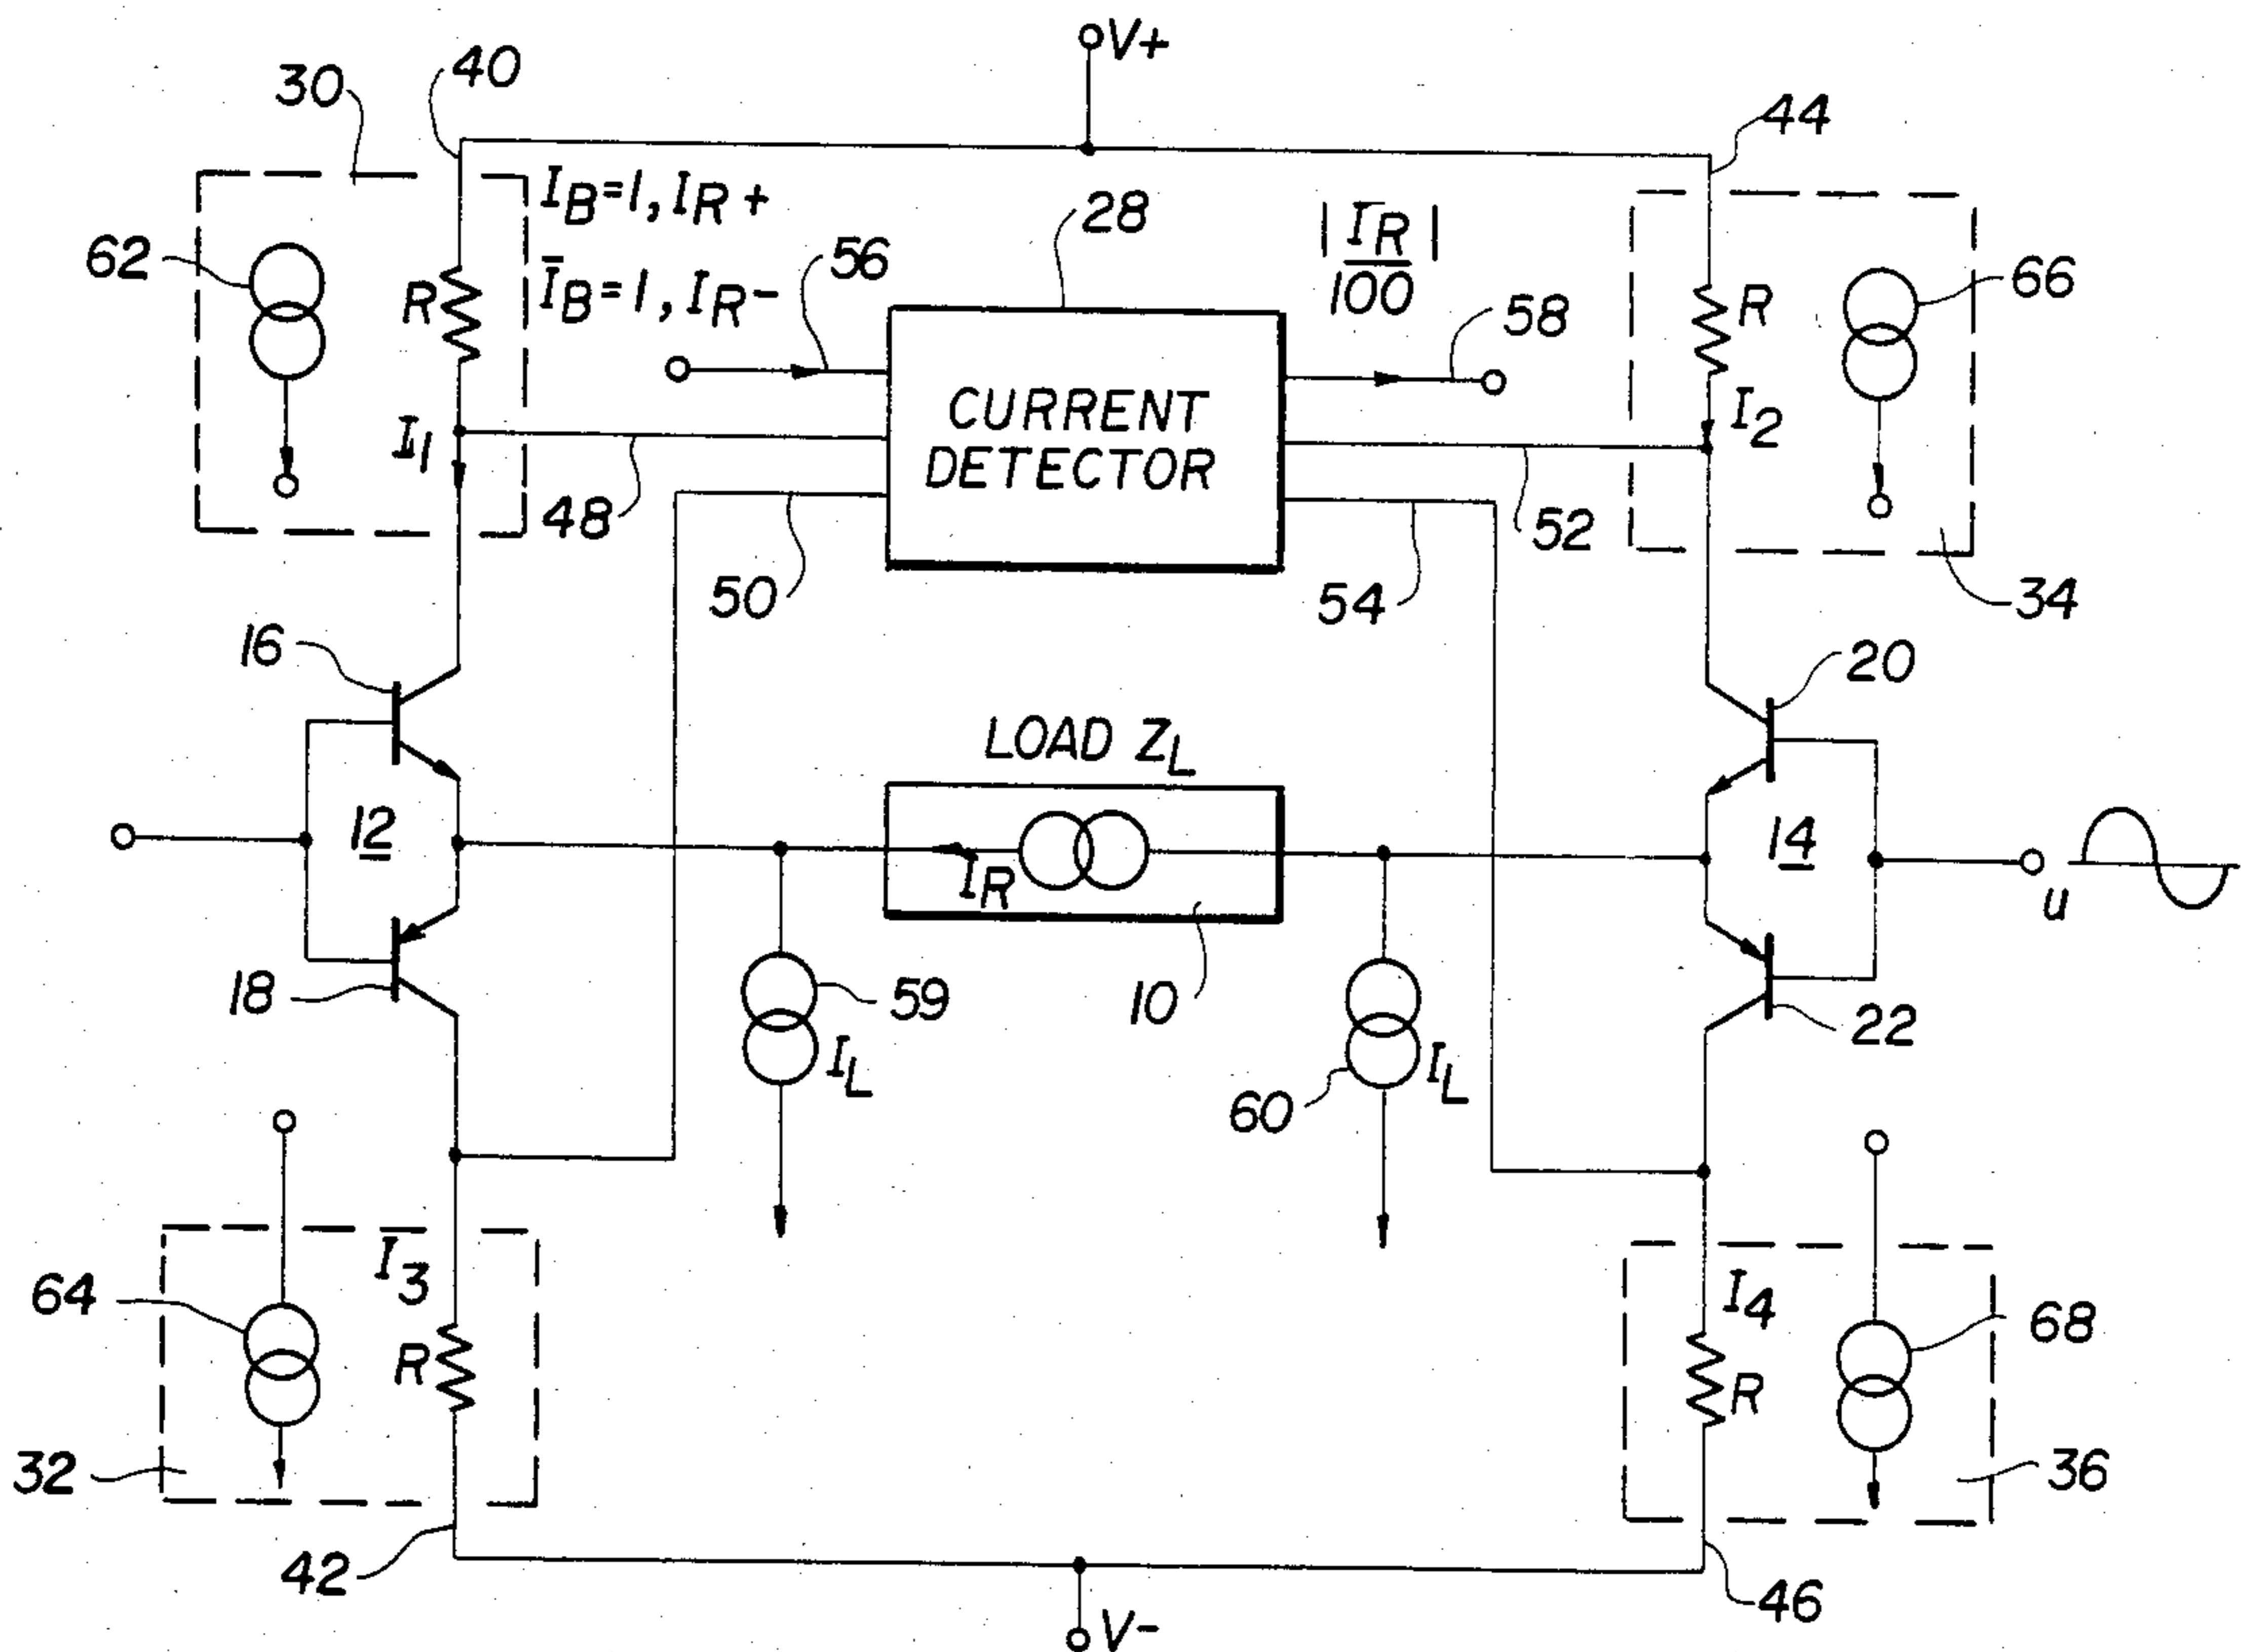 V+
40
30
44
I_B=1, I_R+
28
|I_R/100|
62
56
66
Ī_B=1, I_R-
R
R
58
CURRENT
DETECTOR
I_1
I_2
48
52
50
54
34
16
20
LOAD Z_L
12
14
I_R
u
18
59
10
22
I_L
I_L
60
I_3
I_4
64
68
R
R
32
36
42
46
V-